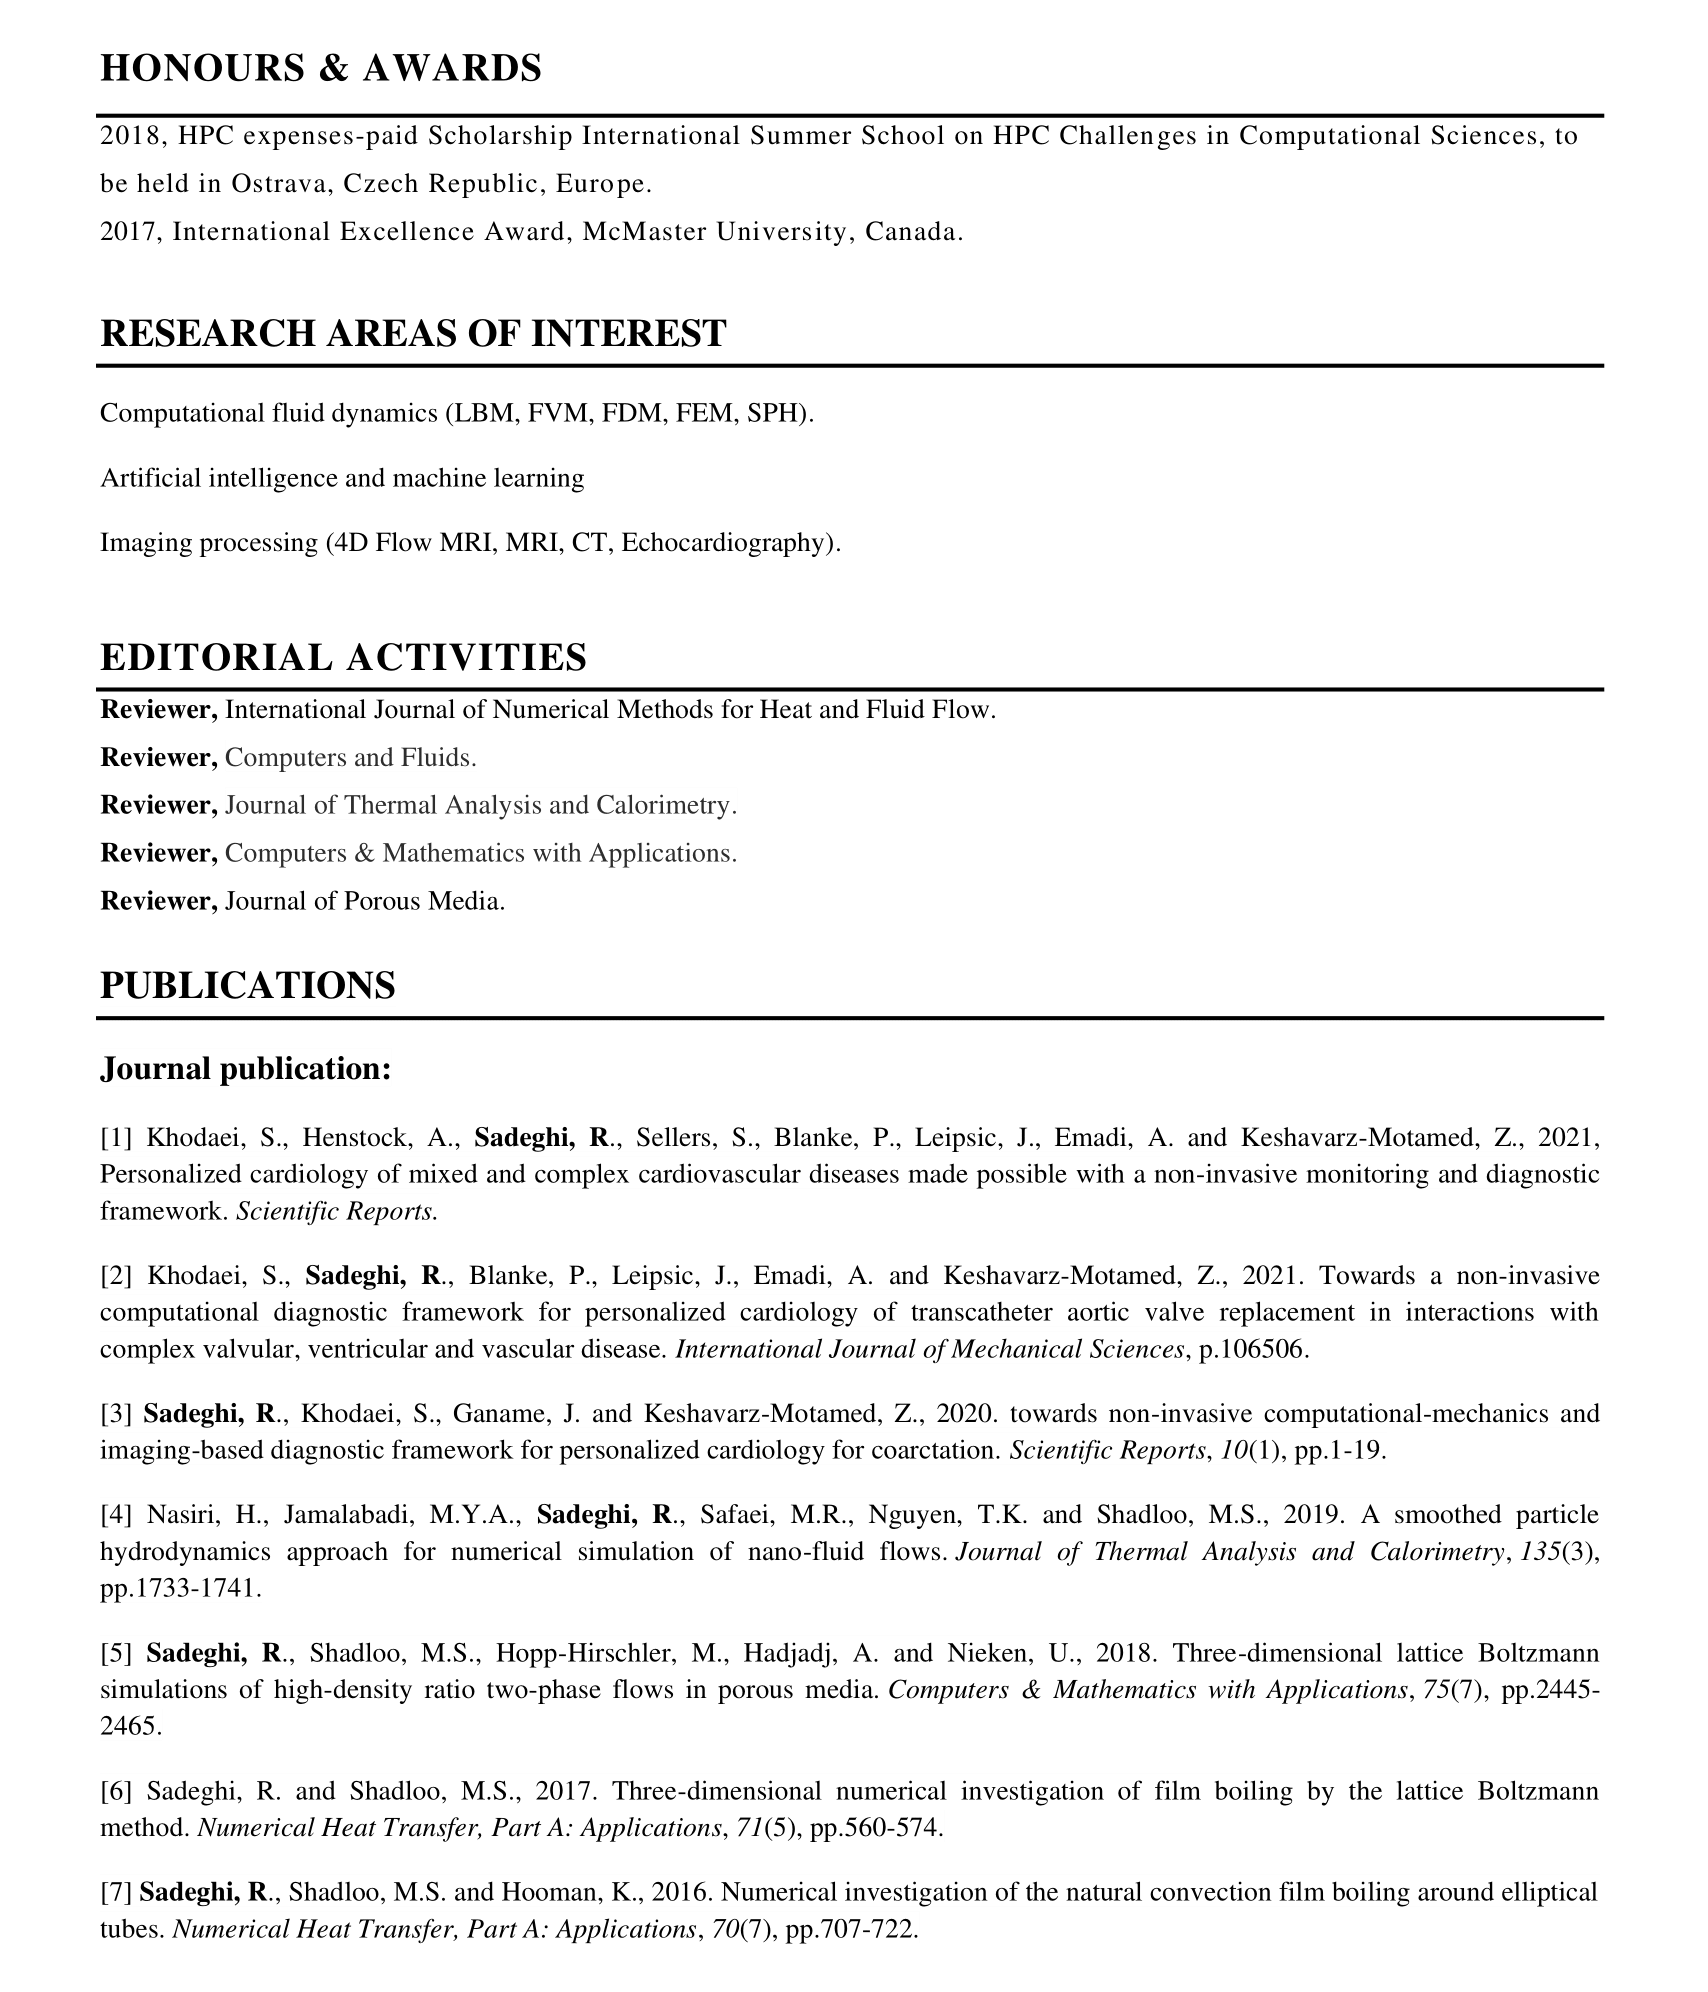 HONOURS & AWARDS
2018, HPC expenses-paid Scholarship International Summer School on HPC Challenges in Computational Sciences, to
be held in Ostrava, Czech Republic, Europe.
2017, International Excellence Award, McMaster University, Canada.
RESEARCH AREAS OF INTEREST
Computational fluid dynamics (LBM, FVM, FDM, FEM, SPH).
Artificial intelligence and machine learning
Imaging processing (4D Flow MRI, MRI, CT, Echocardiography).
EDITORIAL ACTIVITIES
Reviewer, International Journal of Numerical Methods for Heat and Fluid Flow.
Reviewer, Computers and Fluids.
Reviewer, Journal of Thermal Analysis and Calorimetry.
Reviewer, Computers & Mathematics with Applications.
Reviewer, Journal of Porous Media.
PUBLICATIONS
Journal publication:
[1] Khodaei, S., Henstock, A., Sadeghi, R., Sellers, S., Blanke, P., Leipsic, J., Emadi, A. and Keshavarz-Motamed, Z., 2021,
Personalized cardiology of mixed and complex cardiovascular diseases made possible with a non-invasive monitoring and diagnostic
framework. Scientific Reports.
[2] Khodaei, S., Sadeghi, R., Blanke, P., Leipsic, J., Emadi, A. and Keshavarz-Motamed, Z., 2021. Towards a non-invasive
computational diagnostic framework for personalized cardiology of transcatheter aortic valve replacement in interactions with
complex valvular, ventricular and vascular disease. International Journal of Mechanical Sciences, p.106506.
[3] Sadeghi, R., Khodaei, S., Ganame, J. and Keshavarz-Motamed, Z., 2020. towards non-invasive computational-mechanics and
imaging-based diagnostic framework for personalized cardiology for coarctation. Scientific Reports, 10(1), pp.1-19.
[4] Nasiri, H., Jamalabadi, M.Y.A., Sadeghi, R., Safaei, M.R., Nguyen, T.K. and Shadloo, M.S., 2019. A smoothed particle
hydrodynamics approach for numerical simulation of nano-fluid flows. Journal of Thermal Analysis and Calorimetry, 135(3),
pp.1733-1741.
[5] Sadeghi, R., Shadloo, M.S., Hopp-Hirschler, M., Hadjadj, A. and Nieken, U., 2018. Three-dimensional lattice Boltzmann
simulations of high-density ratio two-phase flows in porous media. Computers & Mathematics with Applications, 75(7), pp.2445-
2465.
[6] Sadeghi, R. and Shadloo, M.S., 2017. Three-dimensional numerical investigation of film boiling by the lattice Boltzmann
method. Numerical Heat Transfer, Part A: Applications, 71(5), pp.560-574.
[7] Sadeghi, R., Shadloo, M.S. and Hooman, K., 2016. Numerical investigation of the natural convection film boiling around elliptical
tubes. Numerical Heat Transfer, Part A: Applications, 70(7), pp.707-722.